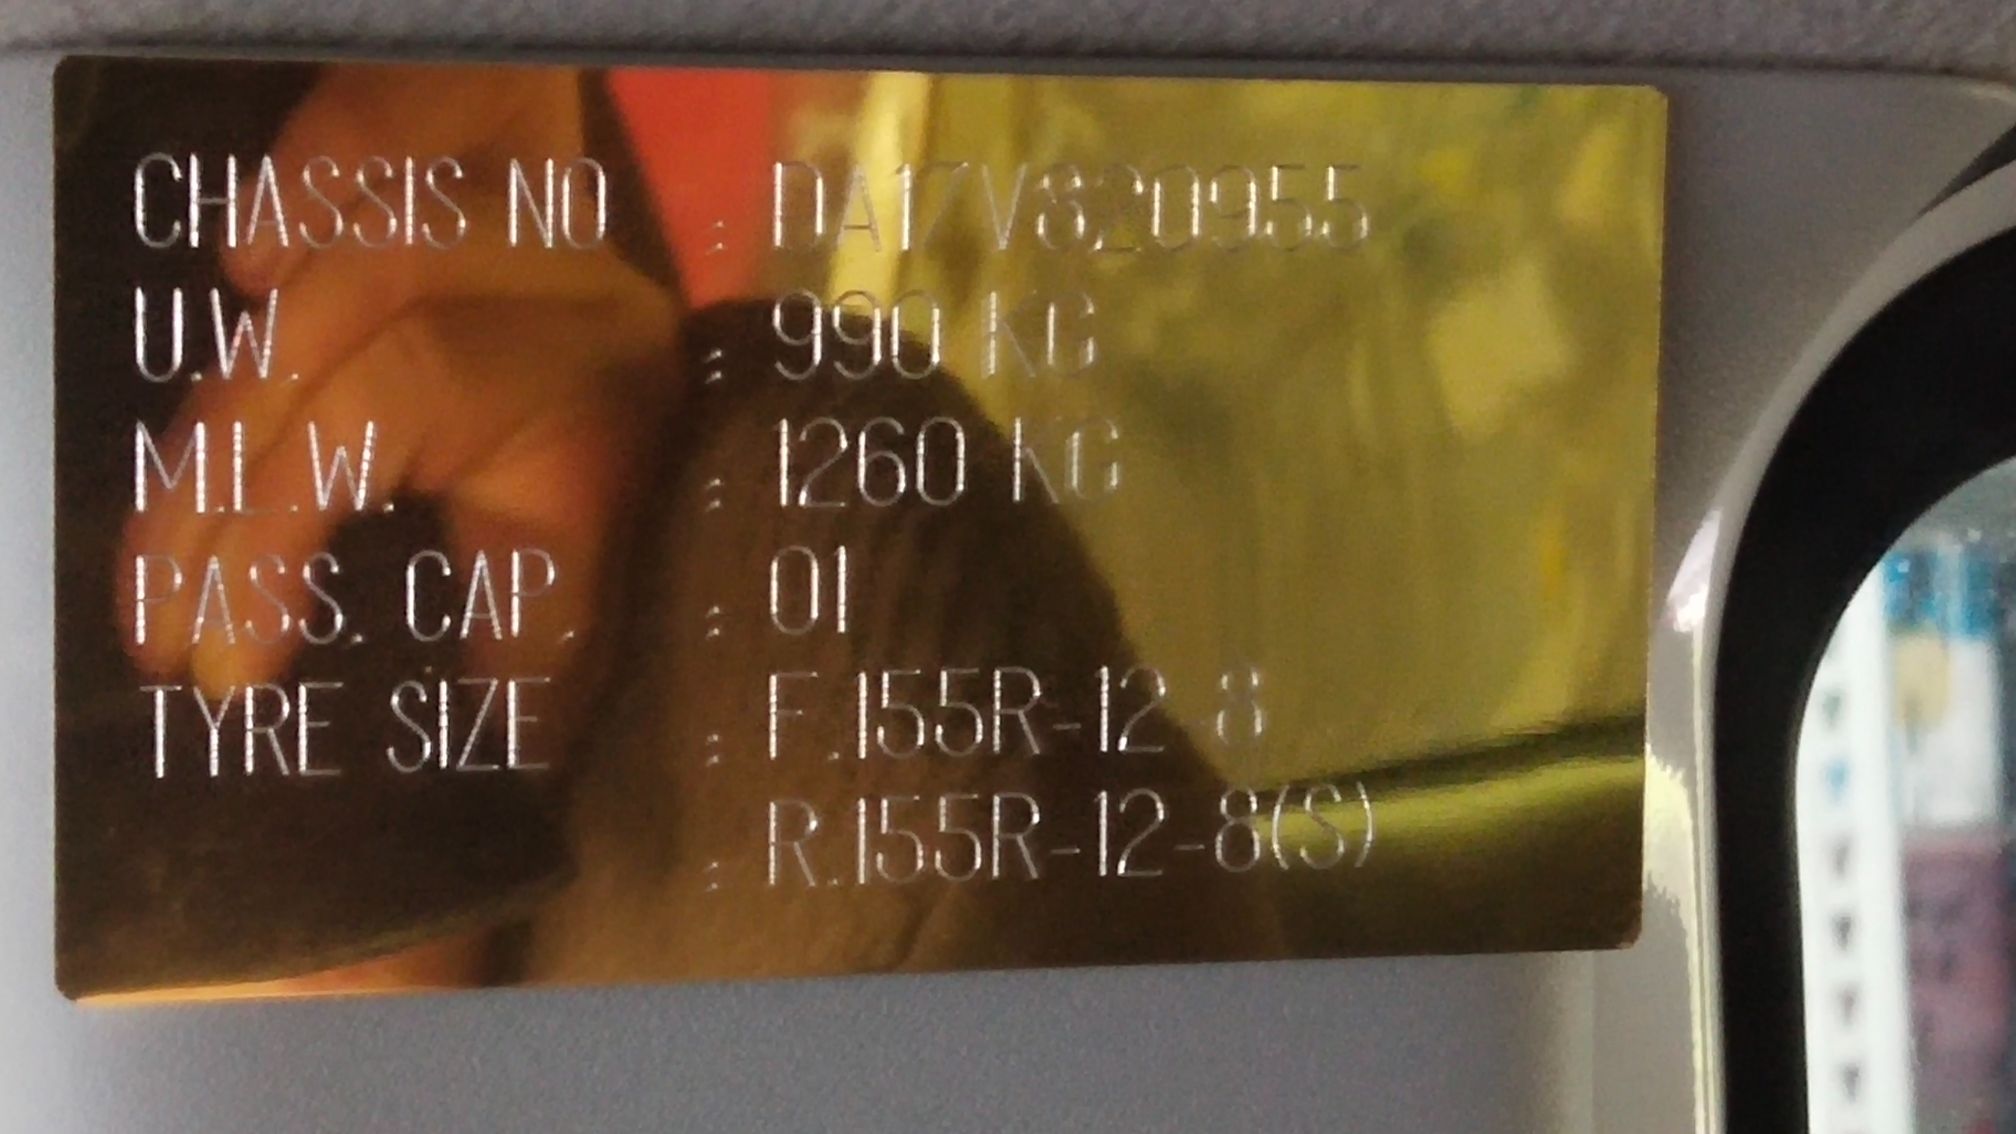 CHASSIS NO : DA17V820955
U.W. : 990 KG
M.L.W. : 1260 KG
PASS. CAP. : 01
TYRE SIZE : F.155R-12-8
: R.155R-12-8(S)